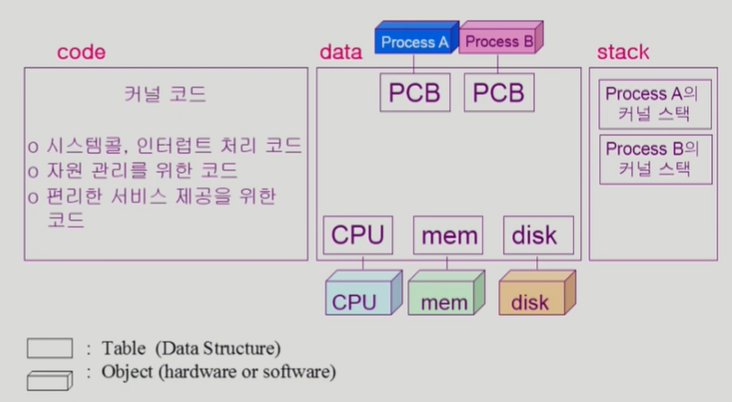 code
data
stack
Process A
Process B
커널 코드
o 시스템콜, 인터럽트 처리 코드
o 자원 관리를 위한 코드
o 편리한 서비스 제공을 위한
코드
PCB
PCB
CPU
mem
disk
CPU
mem
disk
Process A의
커널 스택
Process B의
커널 스택
: Table (Data Structure)
: Object (hardware or software)